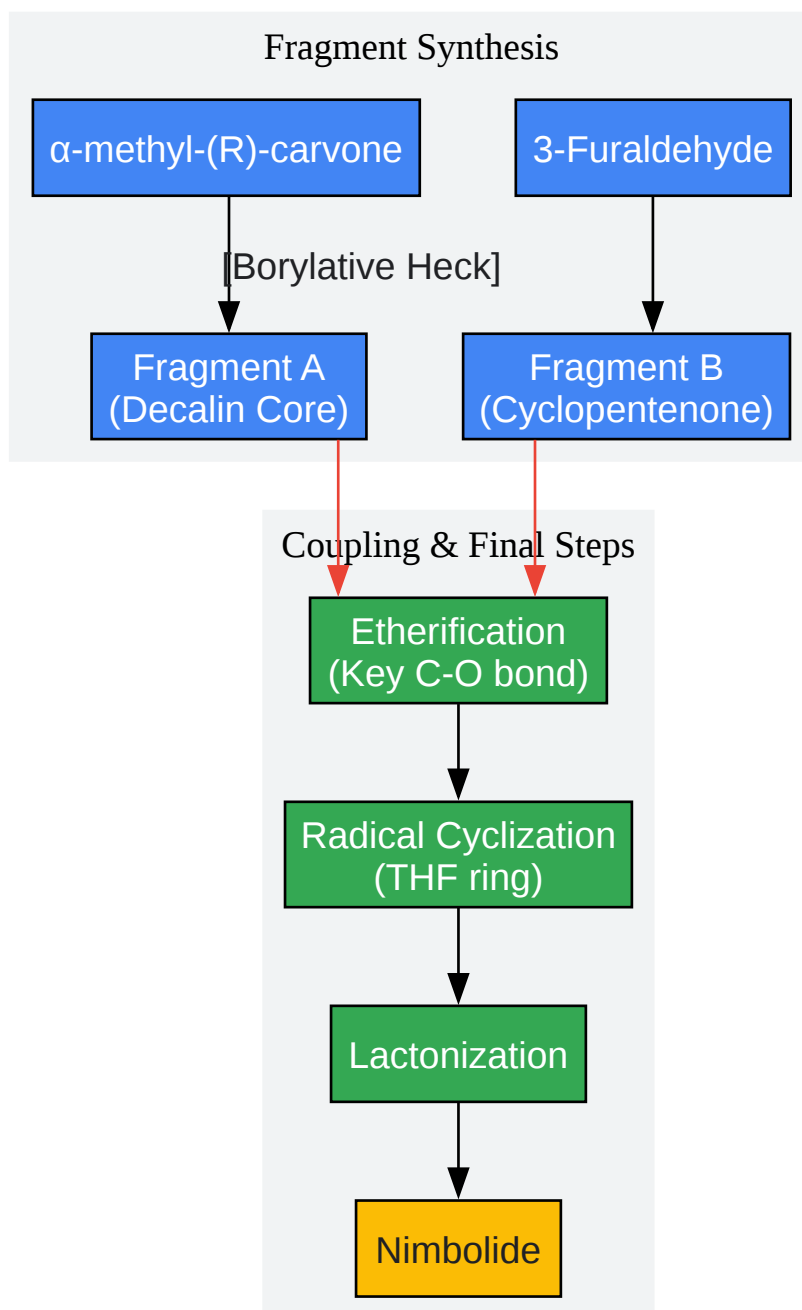 Fragment Synthesis
α-methyl-(R)-carvone
3-Furaldehyde
[Borylative Heck]
Fragment A
(Decalin Core)
Fragment B
(Cyclopentenone)
Coupling & Final Steps
Etherification
(Key C-O bond)
Radical Cyclization
(THF ring)
Lactonization
Nimbolide